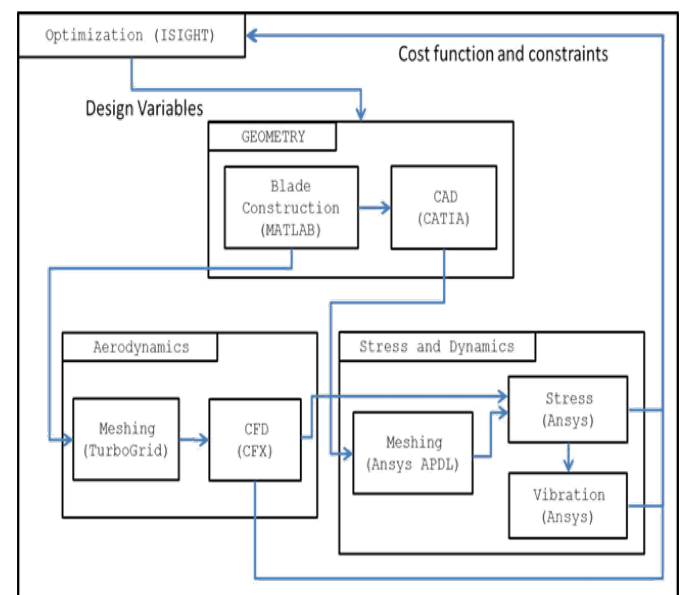 Optimization (ISIGHT)
Cost function and constraints
Design Variables
GEOMETRY
Blade
Construction
(MATLAB)
CAD
(CATIA)
Aerodynamics
Meshing
(TurboGrid)
CFD
(CFX)
Stress and Dynamics
Meshing
(Ansys APDL)
Stress
(Ansys)
Vibration
(Ansys)